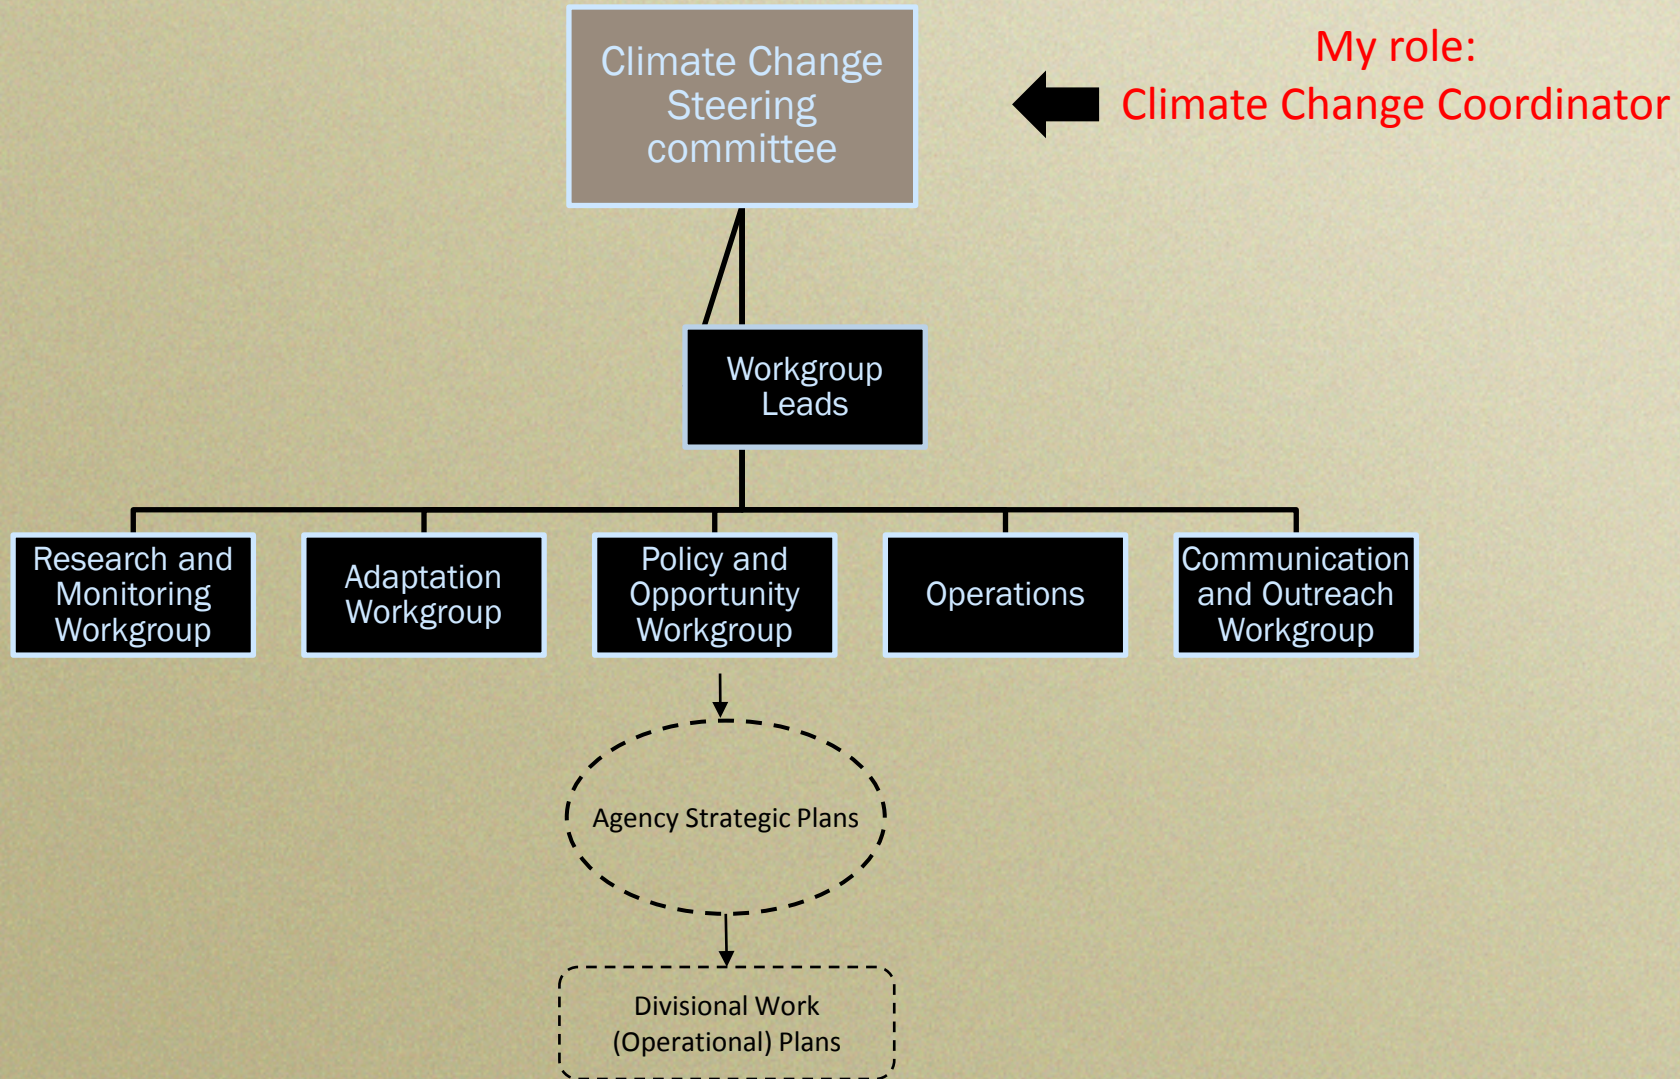 Climate Change
Steering
committee
My role:
Climate Change Coordinator
Workgroup
Leads
Research and
Monitoring
Workgroup
Adaptation
Workgroup
Policy and
Opportunity
Workgroup
Operations
Communication
and Outreach
Workgroup
Agency Strategic Plans
Divisional Work
(Operational) Plans